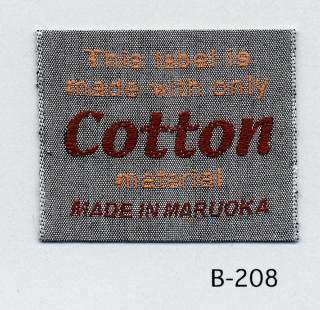 This label is
made with only
Cotton
material
MADE IN MARUOKA
B-208